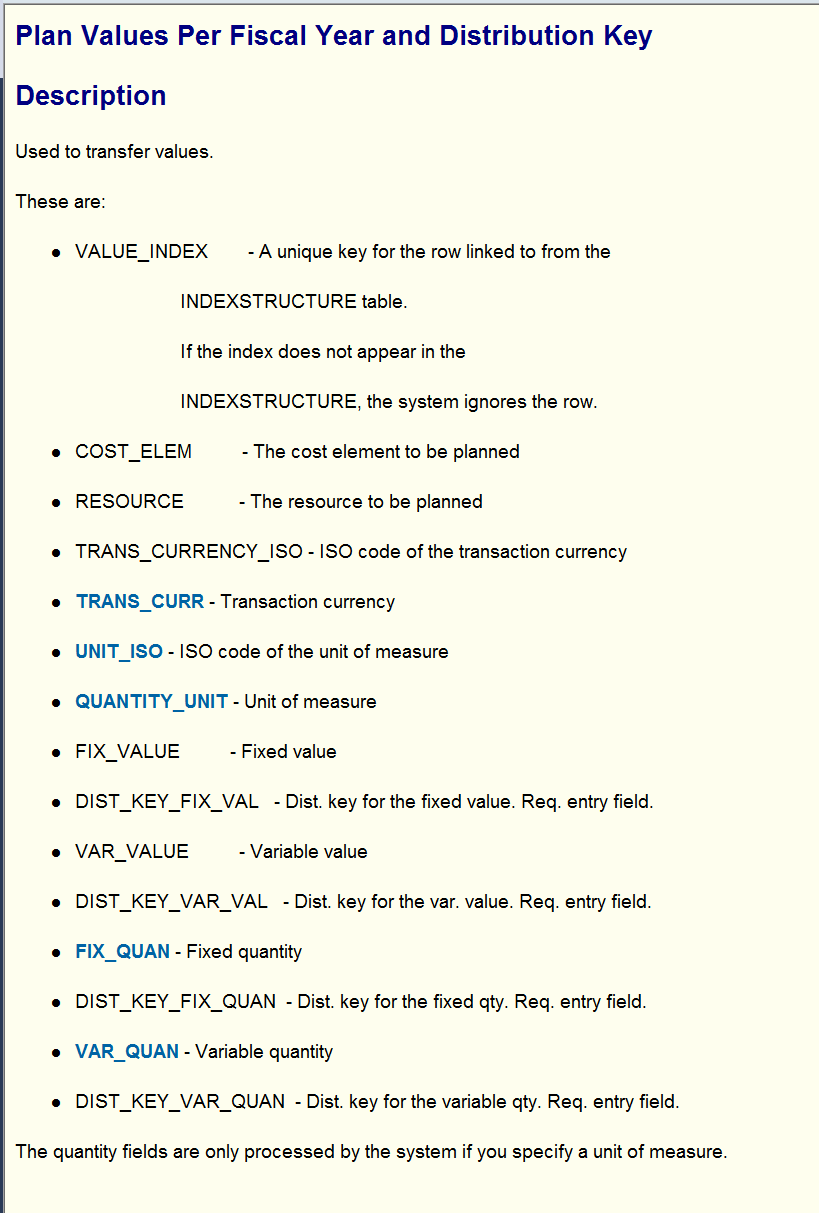 Plan Values Per Fiscal Year and Distribution Key
Description
Used to transfer values.
These are:
● VALUE_INDEX - A unique key for the row linked to from the
INDEXSTRUCTURE table.
If the index does not appear in the
INDEXSTRUCTURE, the system ignores the row.
● COST_ELEM - The cost element to be planned
● RESOURCE - The resource to be planned
● TRANS_CURRENCY_ISO - ISO code of the transaction currency
● TRANS_CURR - Transaction currency
● UNIT_ISO - ISO code of the unit of measure
● QUANTITY_UNIT - Unit of measure
● FIX_VALUE - Fixed value
● DIST_KEY_FIX_VAL - Dist. key for the fixed value. Req. entry field.
● VAR_VALUE - Variable value
● DIST_KEY_VAR_VAL - Dist. key for the var. value. Req. entry field.
● FIX_QUAN - Fixed quantity
● DIST_KEY_FIX_QUAN - Dist. key for the fixed qty. Req. entry field.
● VAR_QUAN - Variable quantity
● DIST_KEY_VAR_QUAN - Dist. key for the variable qty. Req. entry field.
The quantity fields are only processed by the system if you specify a unit of measure.